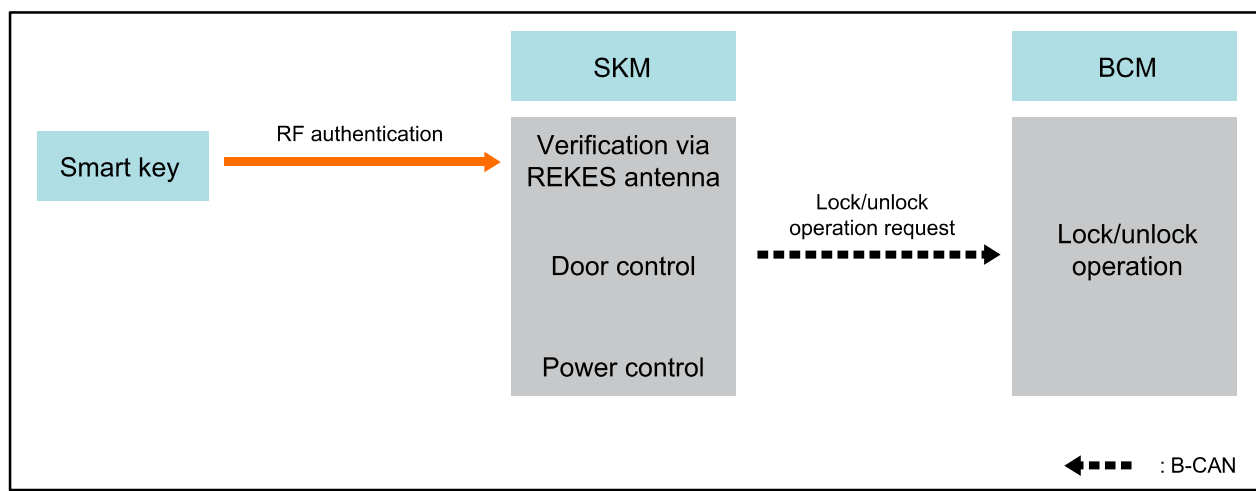 SKM
BCM
RF authentication
Smart key
Verification via
REKES antenna
Lock/unlock
operation request
Door control
Lock/unlock
operation
Power control
: B-CAN